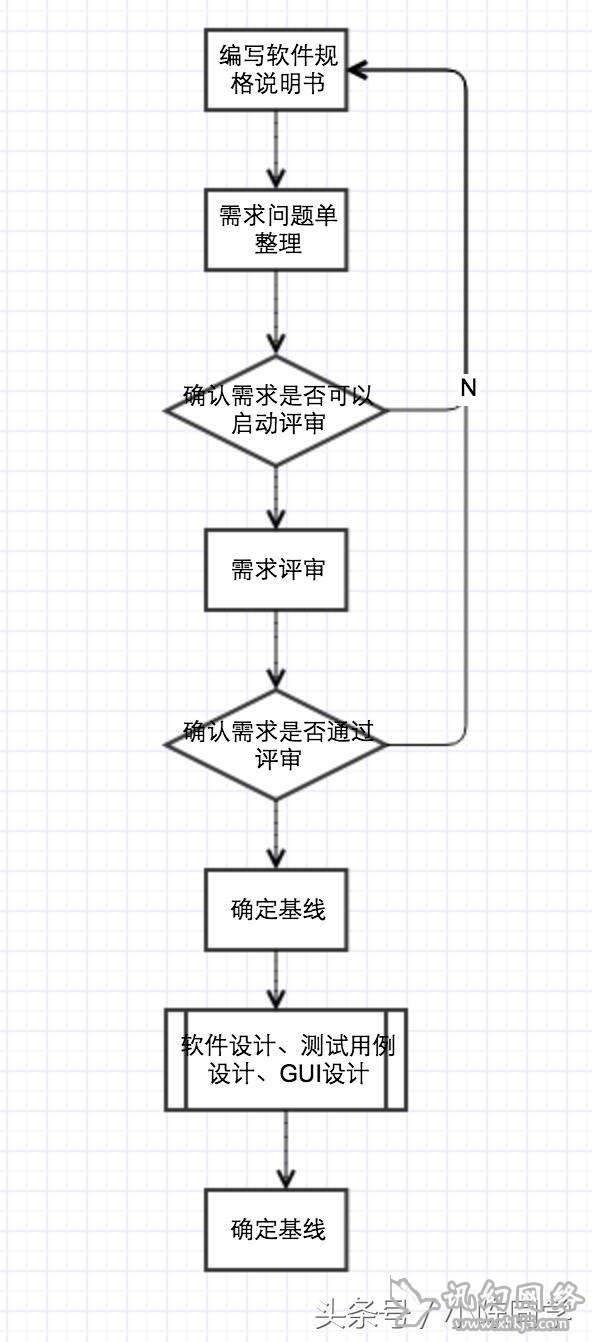 编写软件规
格说明书
需求问题单
整理
确认需求是否可以
启动评审
N
需求评审
确认需求是否通过
评审
确定基线
软件设计、测试用例
设计、GUI设计
确定基线
讯幻网络
头条号 /